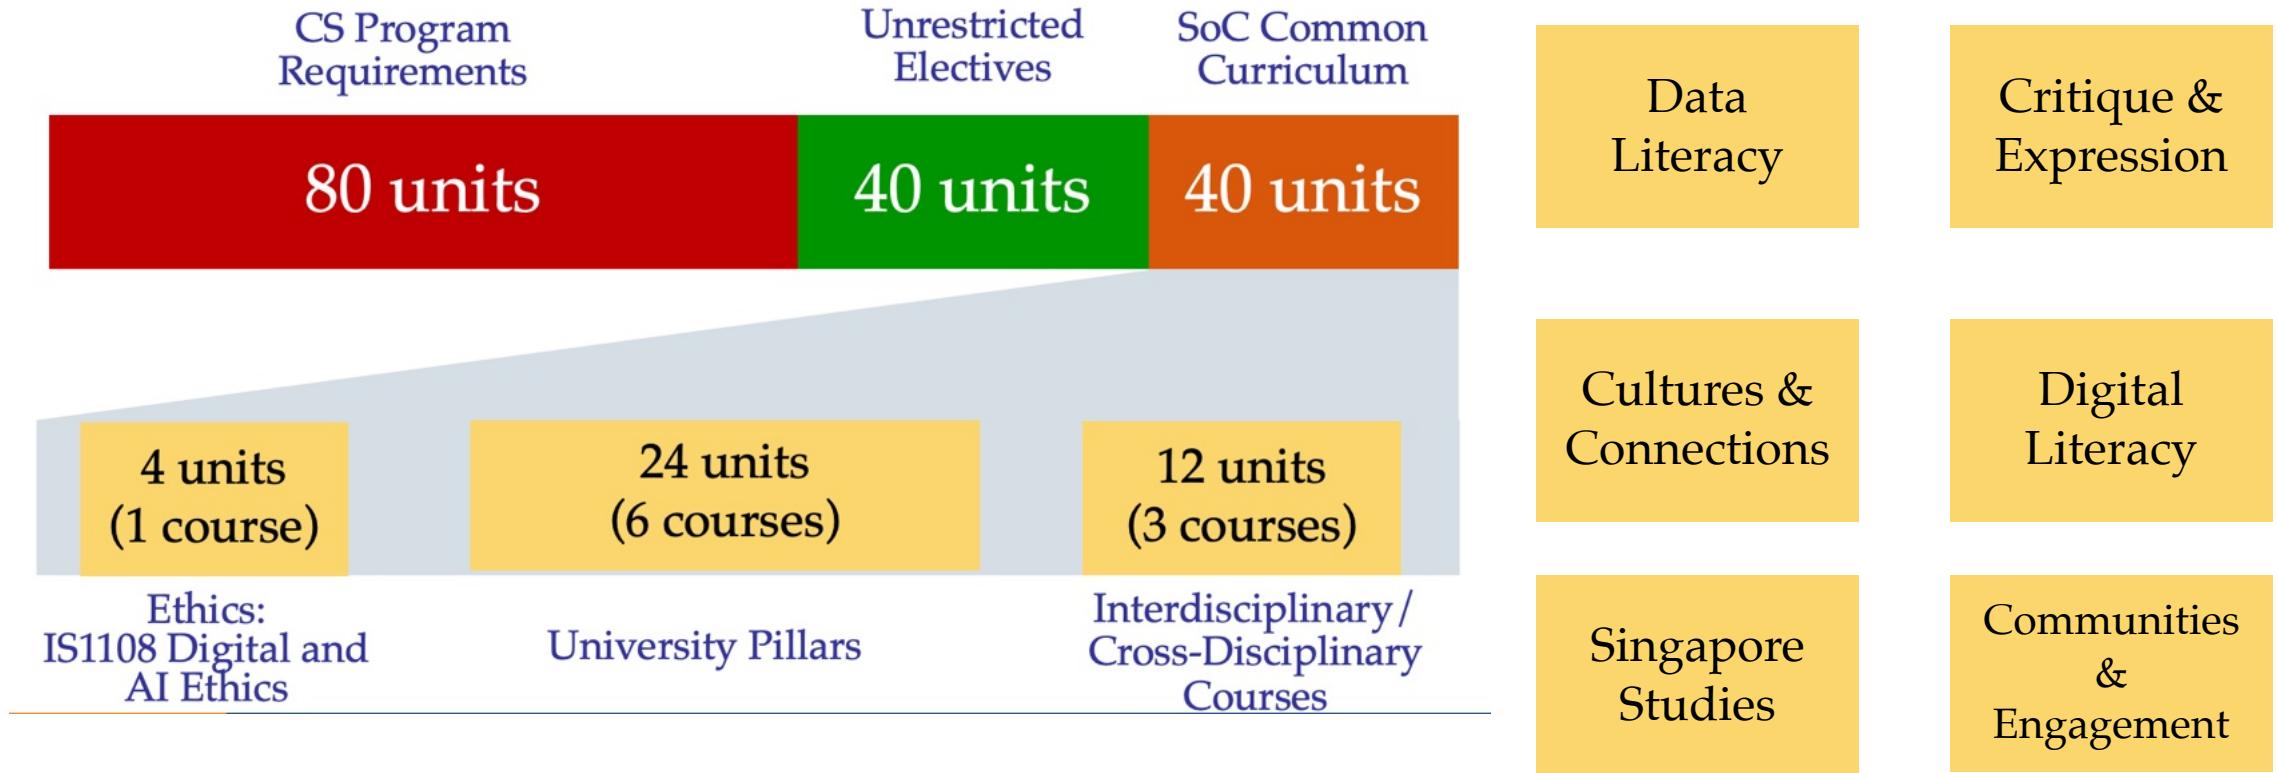 CS Program
Requirements
Unrestricted
Electives
SoC Common
Curriculum
80 units
40 units
40 units
4 units
(1 course)
24 units
(6 courses)
12 units
(3 courses)
Ethics:
IS1108 Digital and
AI Ethics
University Pillars
Interdisciplinary/
Cross-Disciplinary
Courses
Data
Literacy
Critique &
Expression
Cultures &
Connections
Digital
Literacy
Singapore
Studies
Communities
&
Engagement